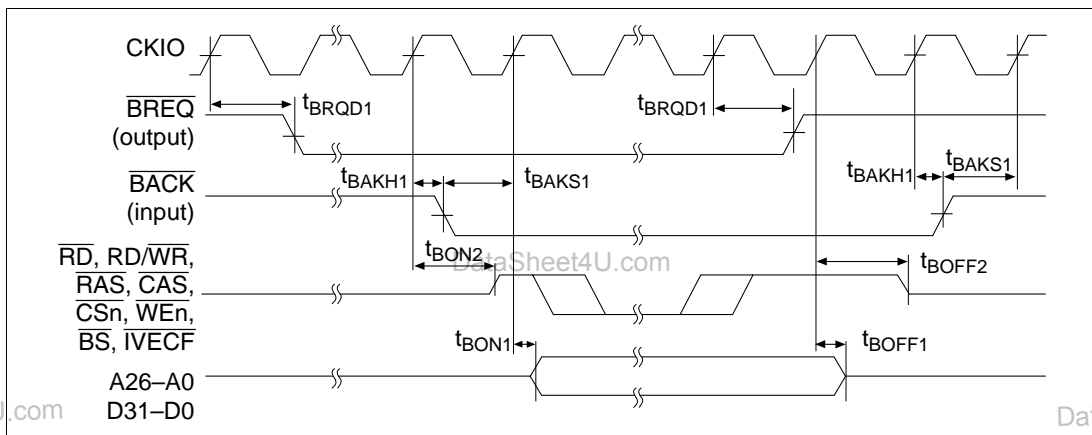 CKIO
BREQ
(output)
tBRQD1
tBRQD1
BACK
(input)
tBAKH1
tBAKS1
tBAKH1
tBAKS1
RD, RD/WR,
RAS, CAS,
CSn, WEn,
BS, IVECF
tBON2
DataSheet4U.com
tBOFF2
tBON1
tBOFF1
A26–A0
D31–D0
U.com
Da